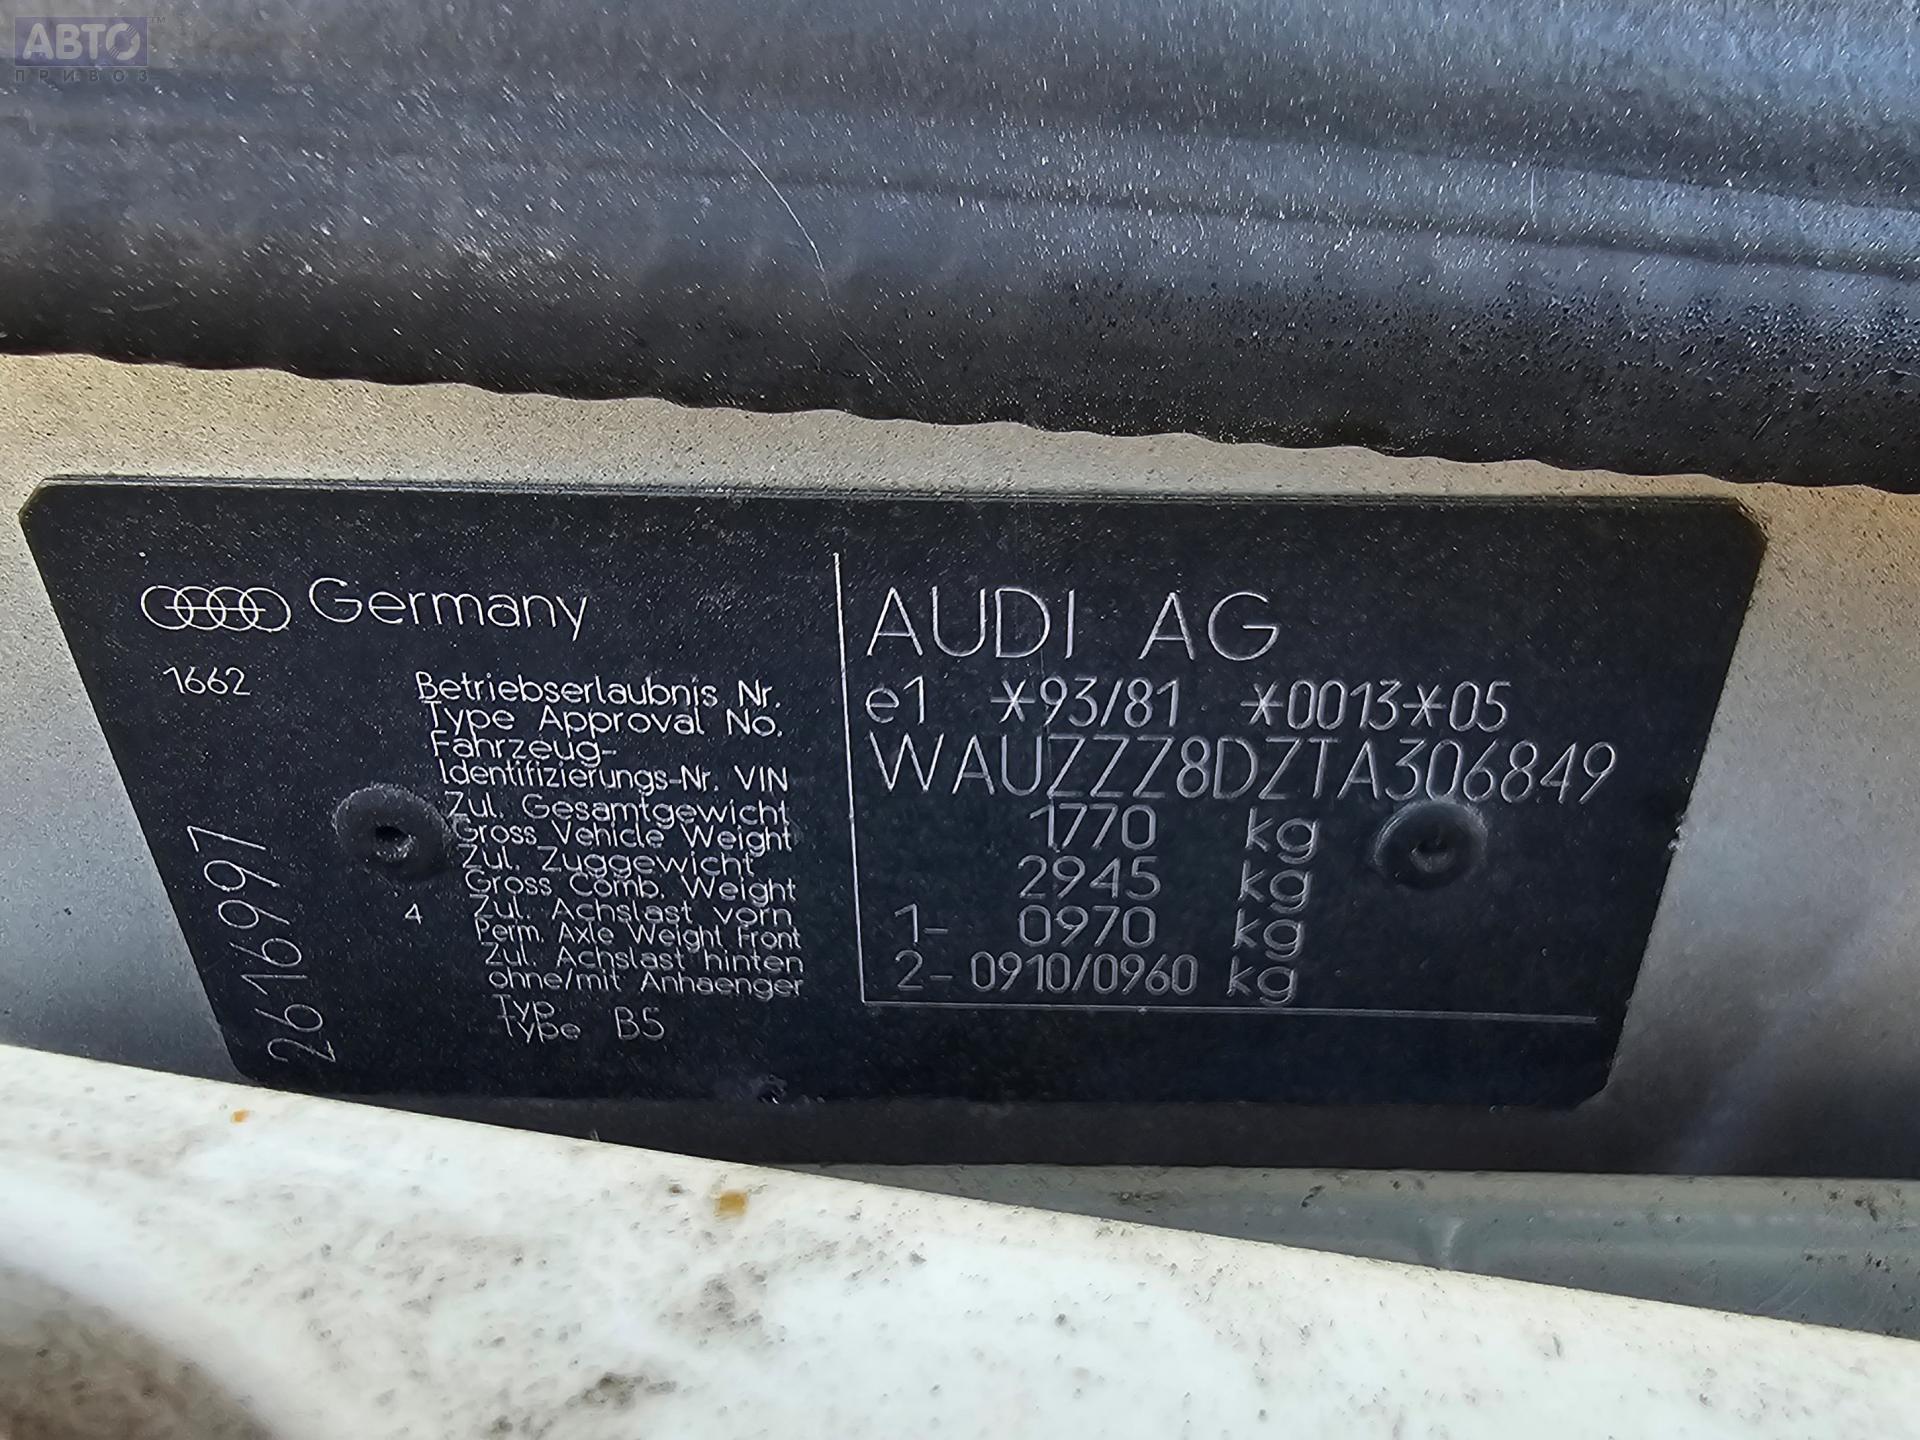 АВТО™
ПРИВОЗ
Germany
AUDI AG
1662
Betriebserlaubnis Nr.
Type Approval No.
e1 *93/81 *0013*05
Fahrzeug-
Identifizierungs-Nr. VIN
WAUZZZ8DZTA306849
Zul. Gesamtgewicht
Gross Vehicle Weight
1770 kg
Zul. Zuggewicht
Gross Comb. Weight
2945 kg
4
Zul. Achslast vorn
Perm. Axle Weight Front
1- 0970 kg
Zul. Achslast hinten
ohne/mit Anhaenger
2- 0910/0960 kg
Typ
Type B5
2616997